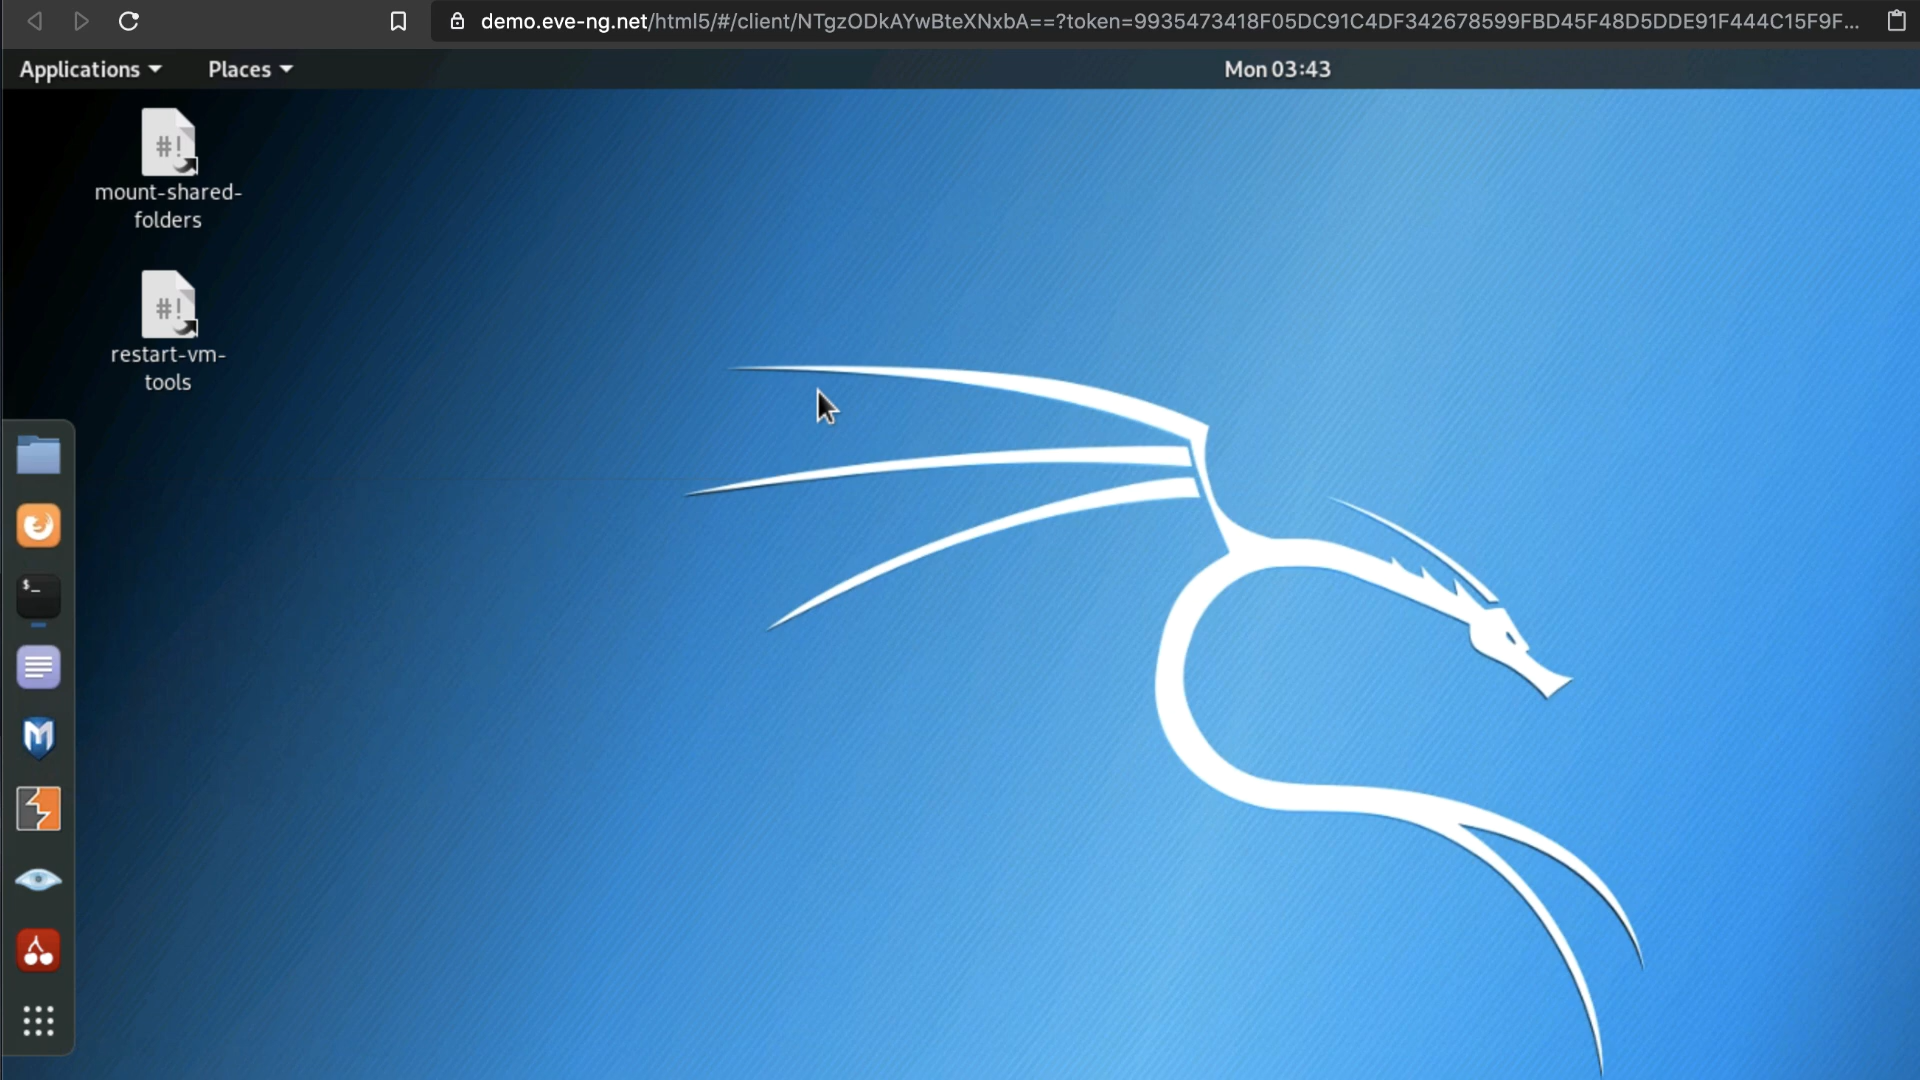 demo.eve-ng.net/html5/#/client/NTgzODkAYwBteXNxbA==?token=9935473418F05DC91C4DF342678599FBD45F48D5DDE91F444C15F9F...
Applications Places Mon 03:43
#!
mount-shared-
folders
#!
restart-vm-
tools
$_